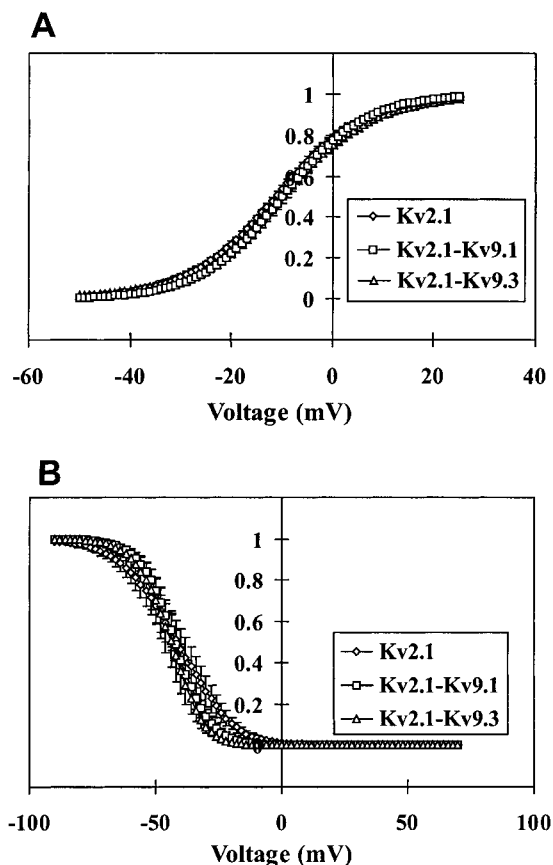 A
1
0.8
0.6
0.4
0.2
0
Kv2.1
Kv2.1-Kv9.1
Kv2.1-Kv9.3
-60 -40 -20 0 20 40
Voltage (mV)
B
1
0.8
0.6
0.4
0.2
0
Kv2.1
Kv2.1-Kv9.1
Kv2.1-Kv9.3
-100 -50 0 50 100
Voltage (mV)